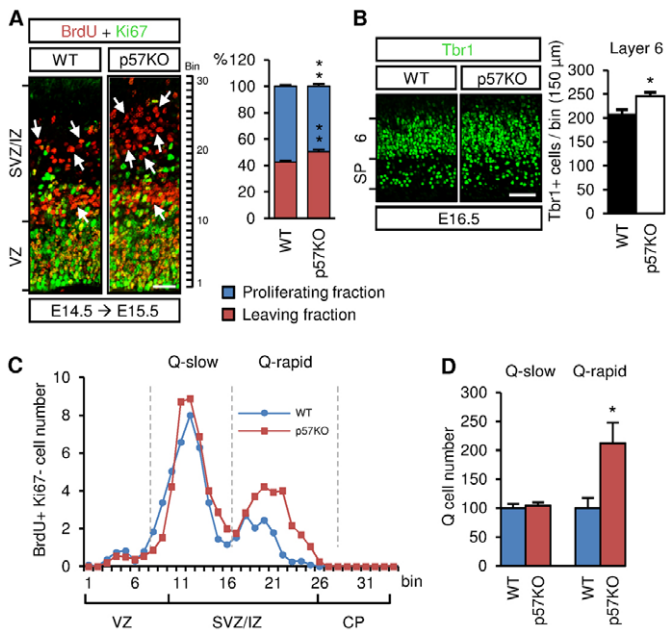 A
BrdU + Ki67
WT
p57KO
Bin
30
20
10
1
SVZ/IZ
VZ
E14.5 → E15.5
%
120
100
80
60
40
20
0
*
*
*
*
WT
p57KO
Proliferating fraction
Leaving fraction
B
Tbr1
WT
p57KO
6
SP
E16.5
Layer 6
Tbr1+ cells / bin (150 µm)
300
250
200
150
100
50
0
*
WT
p57KO
C
Q-slow
Q-rapid
BrdU+ Ki67- cell number
10
8
6
4
2
0
WT
p57KO
1
6
11
16
21
26
31
bin
VZ
SVZ/IZ
CP
D
Q-slow
Q-rapid
Q cell number
300
250
200
150
100
50
0
*
WT
p57KO
WT
p57KO